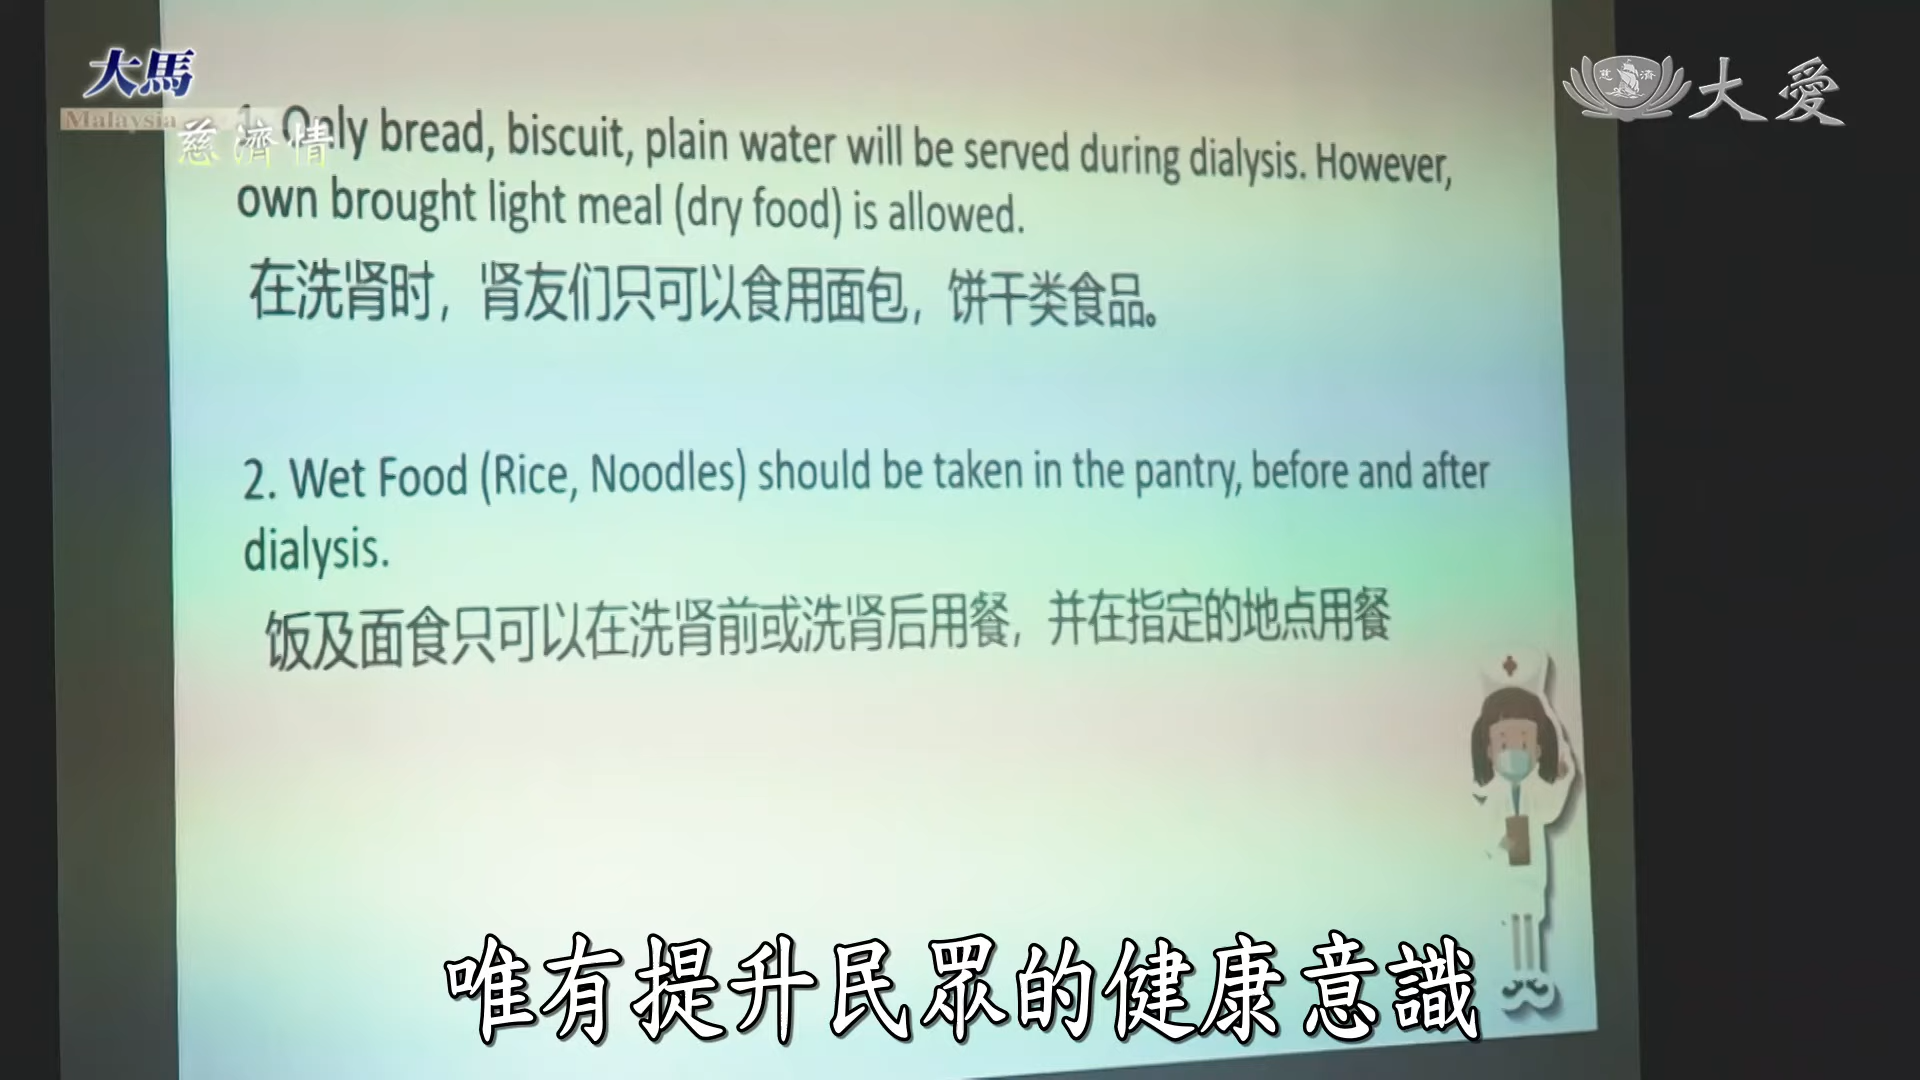 大馬
Malaysia
慈濟情
慈濟
大愛
1. Only bread, biscuit, plain water will be served during dialysis. However,
own brought light meal (dry food) is allowed.
在洗肾时，肾友们只可以食用面包，饼干类食品。
2. Wet Food (Rice, Noodles) should be taken in the pantry, before and after
dialysis.
饭及面食只可以在洗肾前或洗肾后用餐，并在指定的地点用餐
唯有提升民眾的健康意識